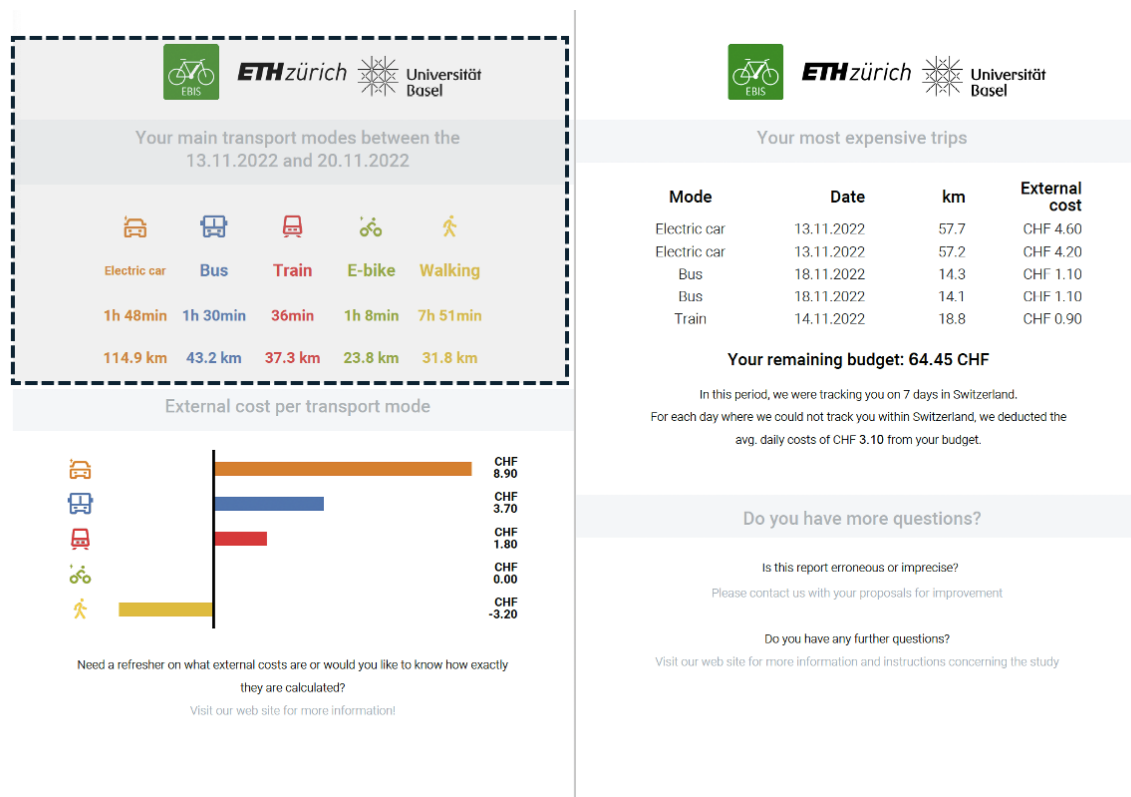 EBIS
ETH zürich
Universität
Basel
Your main transport modes between the
13.11.2022 and 20.11.2022
Electric car Bus Train E-bike Walking
1h 48min 1h 30min 36min 1h 8min 7h 51min
114.9 km 43.2 km 37.3 km 23.8 km 31.8 km
External cost per transport mode
CHF
8.90
CHF
3.70
CHF
1.80
CHF
0.00
CHF
-3.20
Need a refresher on what external costs are or would you like to know how exactly
they are calculated?
Visit our web site for more information!
EBIS
ETH zürich
Universität
Basel
Your most expensive trips
Mode Date km External
cost
Electric car 13.11.2022 57.7 CHF 4.60
Electric car 13.11.2022 57.2 CHF 4.20
Bus 18.11.2022 14.3 CHF 1.10
Bus 18.11.2022 14.1 CHF 1.10
Train 14.11.2022 18.8 CHF 0.90
Your remaining budget: 64.45 CHF
In this period, we were tracking you on 7 days in Switzerland.
For each day where we could not track you within Switzerland, we deducted the
avg. daily costs of CHF 3.10 from your budget.
Do you have more questions?
Is this report erroneous or imprecise?
Please contact us with your proposals for improvement
Do you have any further questions?
Visit our web site for more information and instructions concerning the study